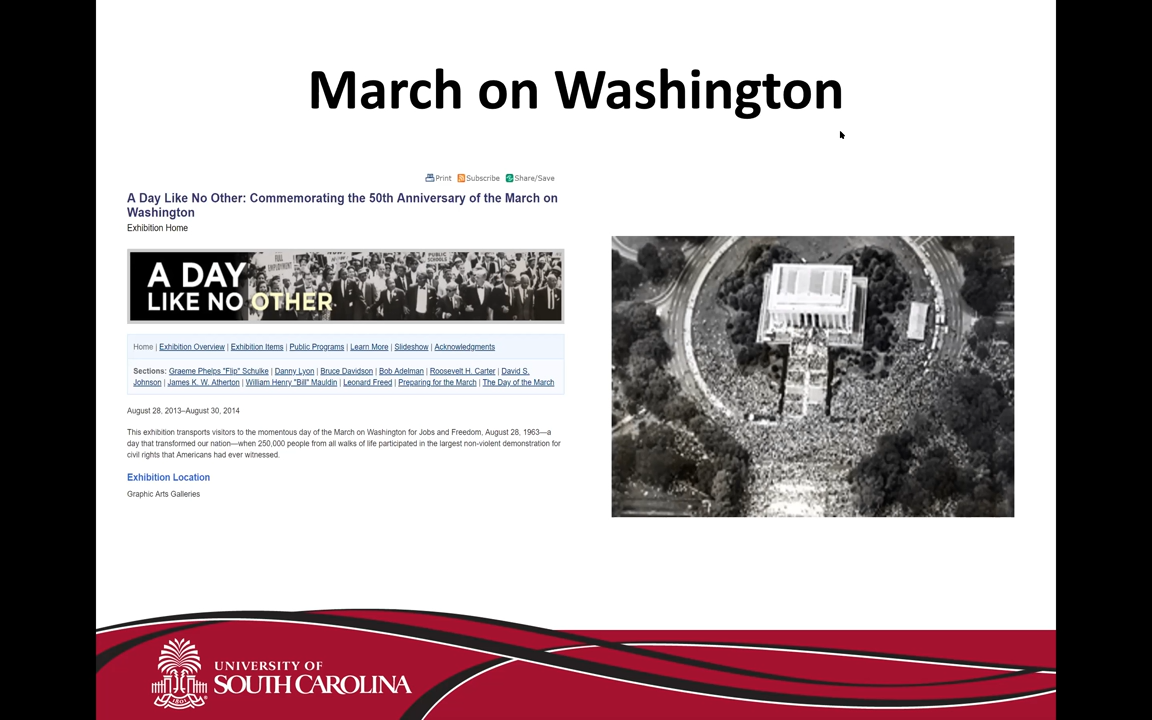 March on Washington
Print Subscribe Share/Save
A Day Like No Other: Commemorating the 50th Anniversary of the March on
Washington
Exhibition Home
A DAY
LIKE NO OTHER
Home | Exhibition Overview | Exhibition Items | Public Programs | Learn More | Slideshow | Acknowledgments
Sections: Graeme Phelps "Flip" Schulke | Danny Lyon | Bruce Davidson | Bob Adelman | Roosevelt H. Carter | David S.
Johnson | James K. W. Atherton | William Henry "Bill" Mauldin | Leonard Freed | Preparing for the March | The Day of the March
August 28, 2013–August 30, 2014
This exhibition transports visitors to the momentous day of the March on Washington for Jobs and Freedom, August 28, 1963—a
day that transformed our nation—when 250,000 people from all walks of life participated in the largest non-violent demonstration for
civil rights that Americans had ever witnessed.
Exhibition Location
Graphic Arts Galleries
UNIVERSITY OF
SOUTH CAROLINA